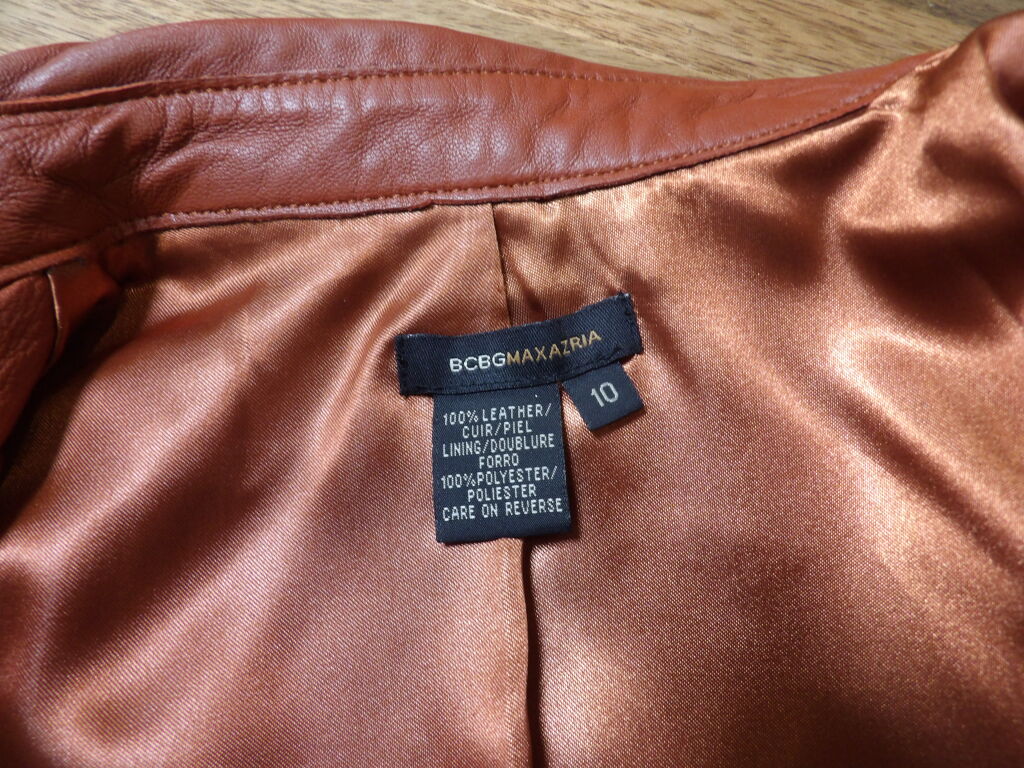 BCBGMAXAZRIA
10
100% LEATHER/
CUIR/PIEL
LINING/DOUBLURE
FORRO
100%POLYESTER/
POLIESTER
CARE ON REVERSE